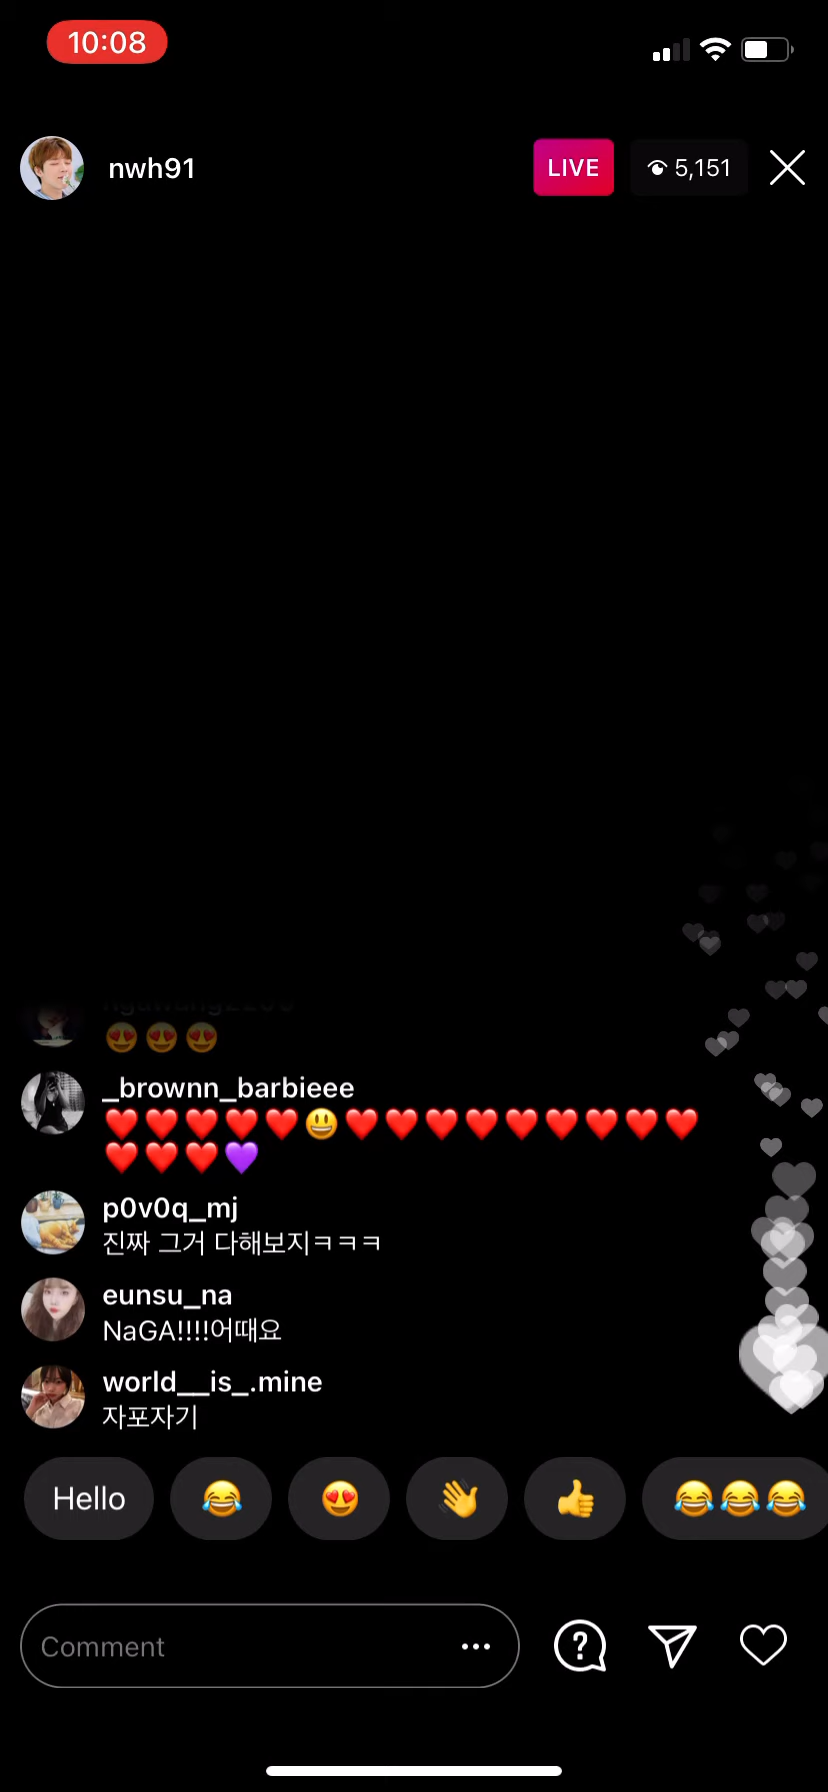 10:08
nwh91
LIVE
5,151
😍😍😍
_brownn_barbieee
❤️❤️❤️❤️❤️😃❤️❤️❤️❤️❤️❤️❤️❤️❤️
❤️❤️❤️💜
p0v0q_mj
진짜 그거 다해보지ㅋㅋㅋ
eunsu_na
NaGA!!!!어때요
world__is_.mine
자포자기
Hello 😂 😍 👋 👍 😂😂😂
Comment